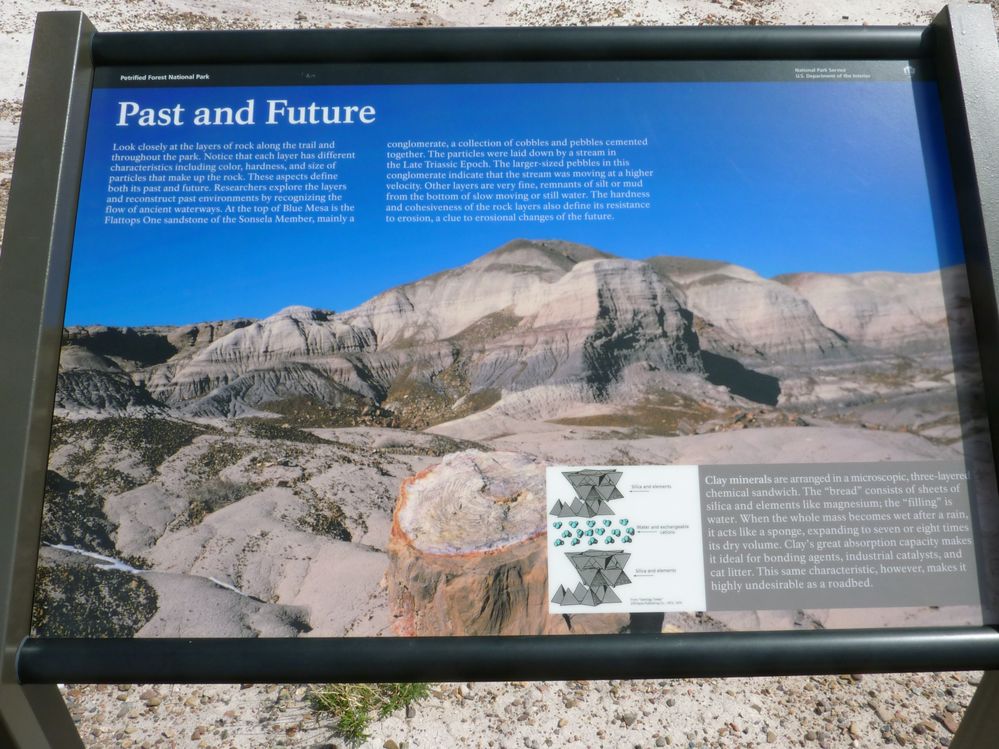 Petrified Forest National Park
National Park Service
U.S. Department of the Interior
Past and Future
Look closely at the layers of rock along the trail and
throughout the park. Notice that each layer has different
characteristics including color, hardness, and size of
particles that make up the rock. These aspects define
both its past and future. Researchers explore the layers
and reconstruct past environments by recognizing the
flow of ancient waterways. At the top of Blue Mesa is the
Flattops One sandstone of the Sonsela Member, mainly a
conglomerate, a collection of cobbles and pebbles cemented
together. The particles were laid down by a stream in
the Late Triassic Epoch. The larger-sized pebbles in this
conglomerate indicate that the stream was moving at a higher
velocity. Other layers are very fine, remnants of silt or mud
from the bottom of slow moving or still water. The hardness
and cohesiveness of the rock layers also define its resistance
to erosion, a clue to erosional changes of the future.
Silica and elements
Water and exchangeable
cations
Silica and elements
Clay minerals are arranged in a microscopic, three-layered
chemical sandwich. The “bread” consists of sheets of
silica and elements like magnesium; the “filling” is
water. When the whole mass becomes wet after a rain,
it acts like a sponge, expanding to seven or eight times
its dry volume. Clay's great absorption capacity makes
it ideal for bonding agents, industrial catalysts, and
cat litter. This same characteristic, however, makes it
highly undesirable as a roadbed.